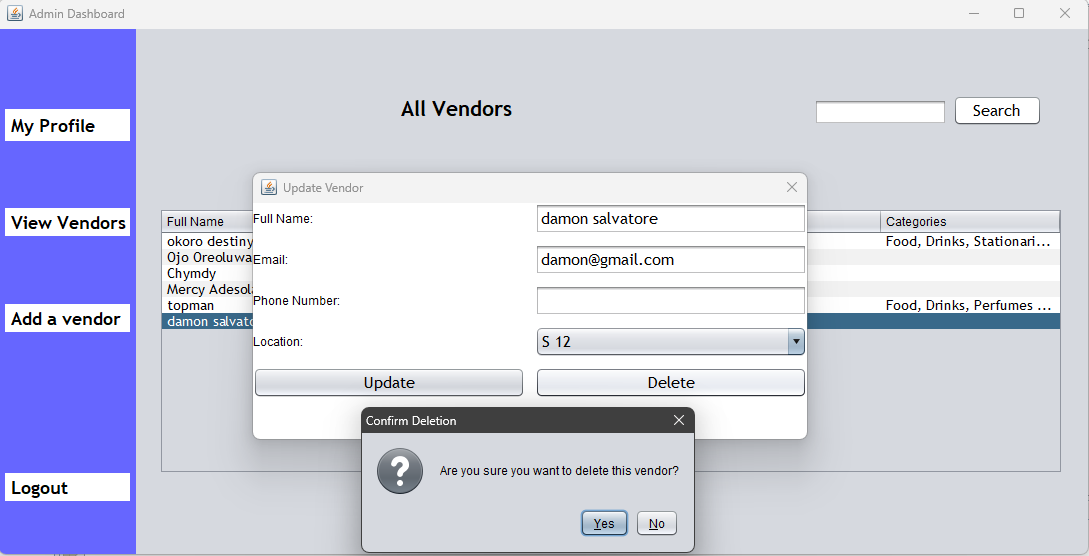 Admin Dashboard
My Profile
View Vendors
Add a vendor
Logout
All Vendors
Search
Full Name Categories
okoro destiny Food, Drinks, Stationari...
Ojo Oreoluwa
Chymdy
Mercy Adesol
topman Food, Drinks, Perfumes ...
damon salvato
Update Vendor
Full Name: damon salvatore
Email: damon@gmail.com
Phone Number:
Location: S 12
Update Delete
Confirm Deletion
Are you sure you want to delete this vendor?
Yes No